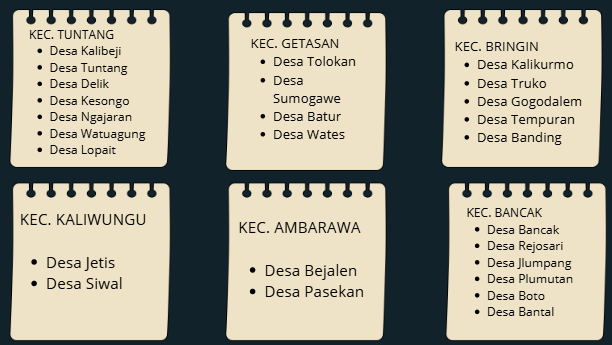 KEC. TUNTANG
• Desa Kalibeji
• Desa Tuntang
• Desa Delik
• Desa Kesongo
• Desa Ngajaran
• Desa Watuagung
• Desa Lopait
KEC. GETASAN
• Desa Tolokan
• Desa
Sumogawe
• Desa Batur
• Desa Wates
KEC. BRINGIN
• Desa Kalikurmo
• Desa Truko
• Desa Gogodalem
• Desa Tempuran
• Desa Banding
KEC. KALIWUNGU
• Desa Jetis
• Desa Siwal
KEC. AMBARAWA
• Desa Bejalen
• Desa Pasekan
KEC. BANCAK
• Desa Bancak
• Desa Rejosari
• Desa Jlumpang
• Desa Plumutan
• Desa Boto
• Desa Bantal